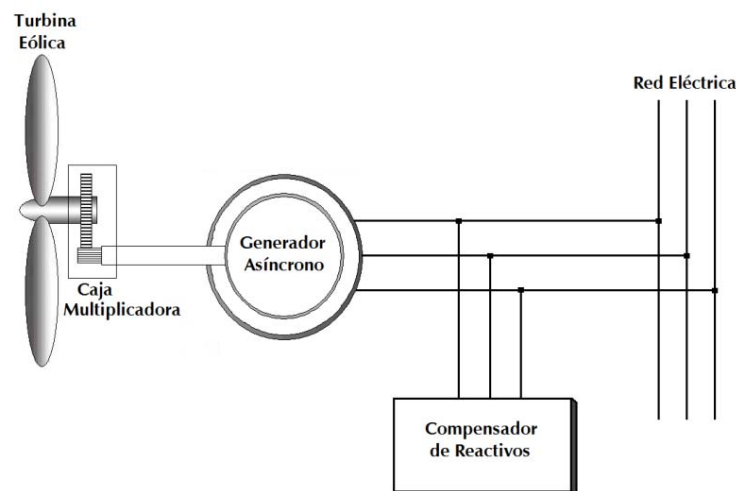 Turbina
Eólica
Red Eléctrica
Generador
Asíncrono
Caja
Multiplicadora
Compensador
de Reactivos